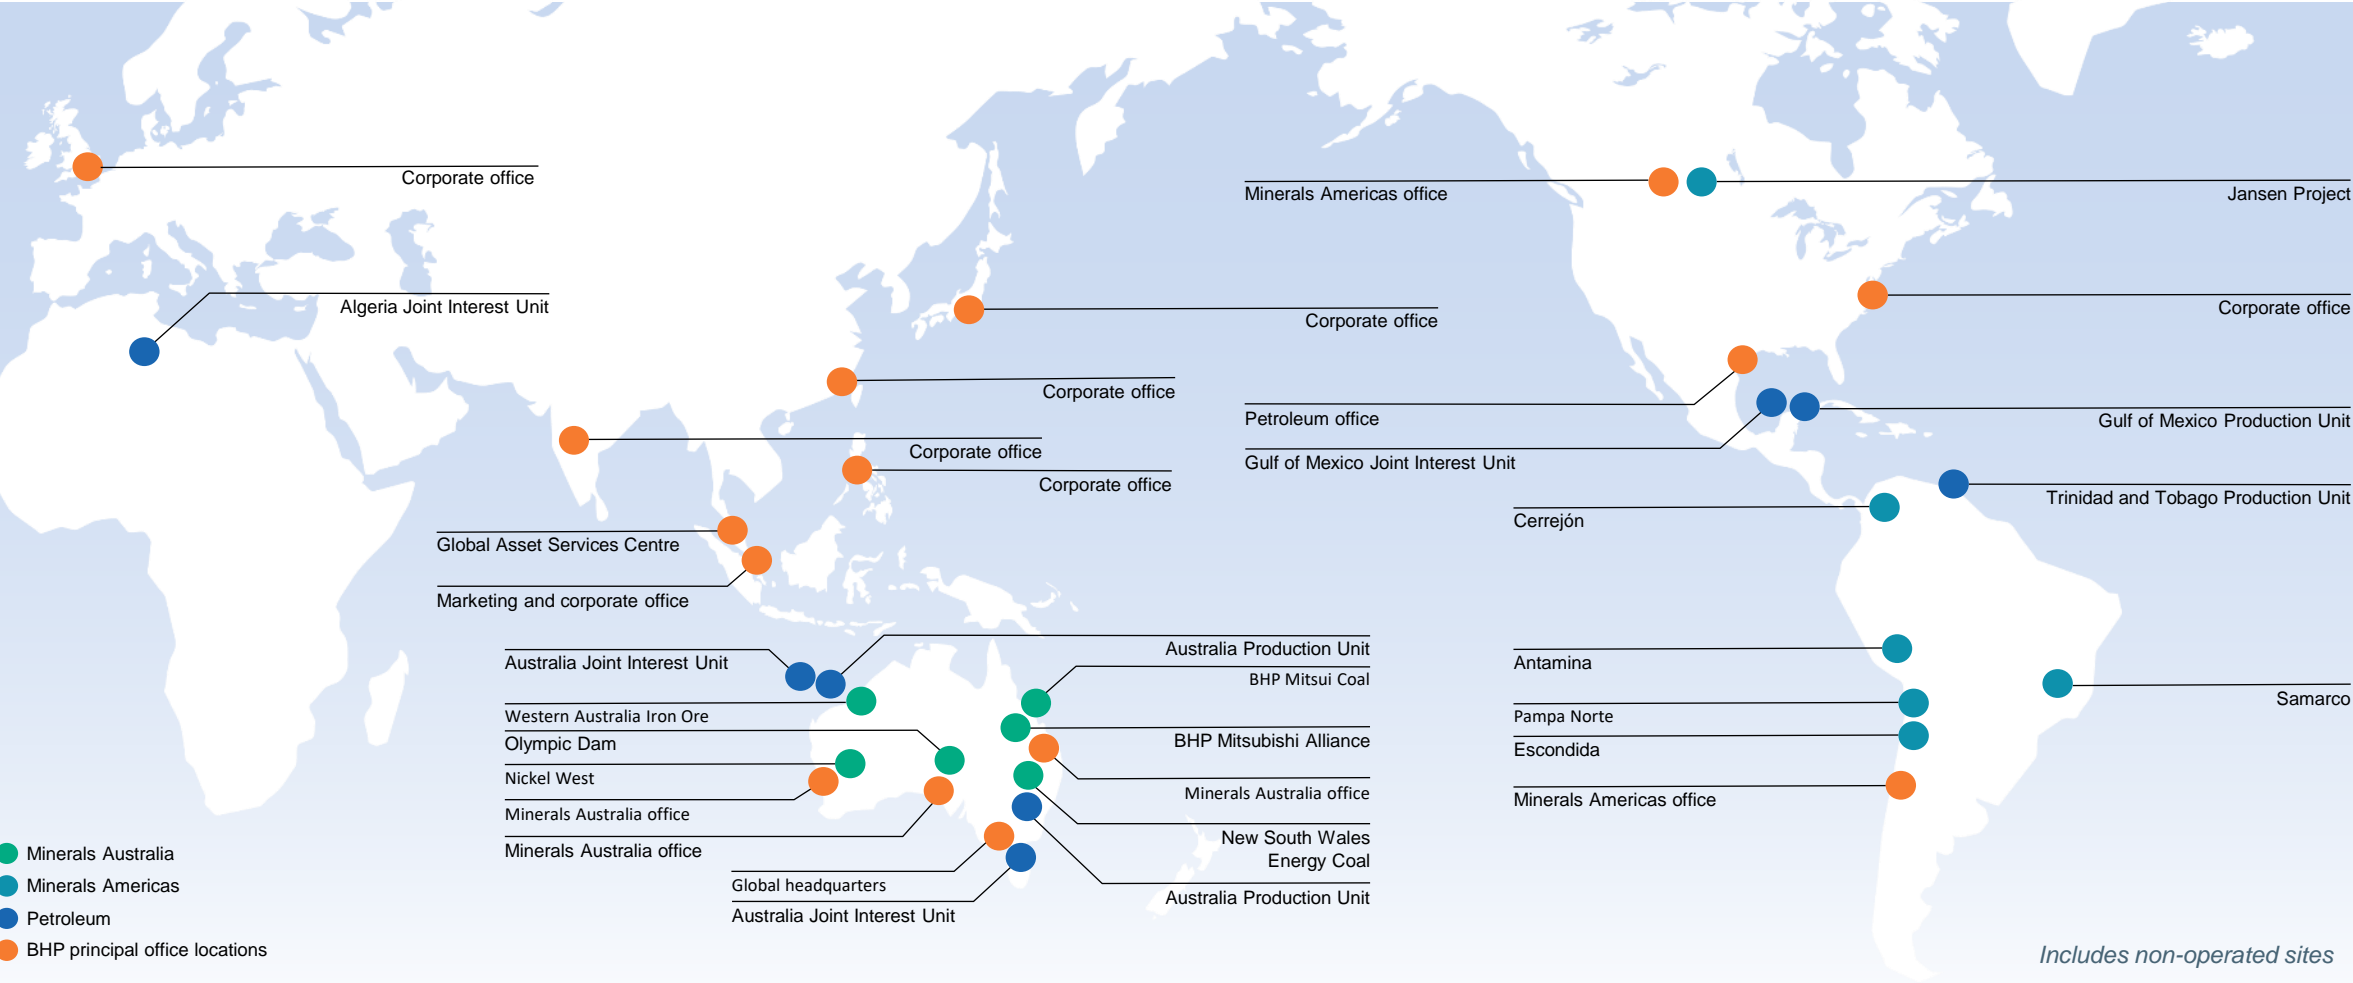 Corporate office
Minerals Americas office
Jansen Project
Algeria Joint Interest Unit
Corporate office
Corporate office
Corporate office
Petroleum office
Gulf of Mexico Production Unit
Corporate office
Gulf of Mexico Joint Interest Unit
Corporate office
Trinidad and Tobago Production Unit
Cerrejón
Global Asset Services Centre
Marketing and corporate office
Australia Production Unit
Australia Joint Interest Unit
Antamina
BHP Mitsui Coal
Samarco
Western Australia Iron Ore
Pampa Norte
Olympic Dam
BHP Mitsubishi Alliance
Escondida
Nickel West
Minerals Australia office
Minerals Americas office
Minerals Australia office
New South Wales
Energy Coal
Minerals Australia office
Minerals Australia
Minerals Americas
Global headquarters
Australia Production Unit
Australia Joint Interest Unit
Petroleum
BHP principal office locations
Includes non-operated sites